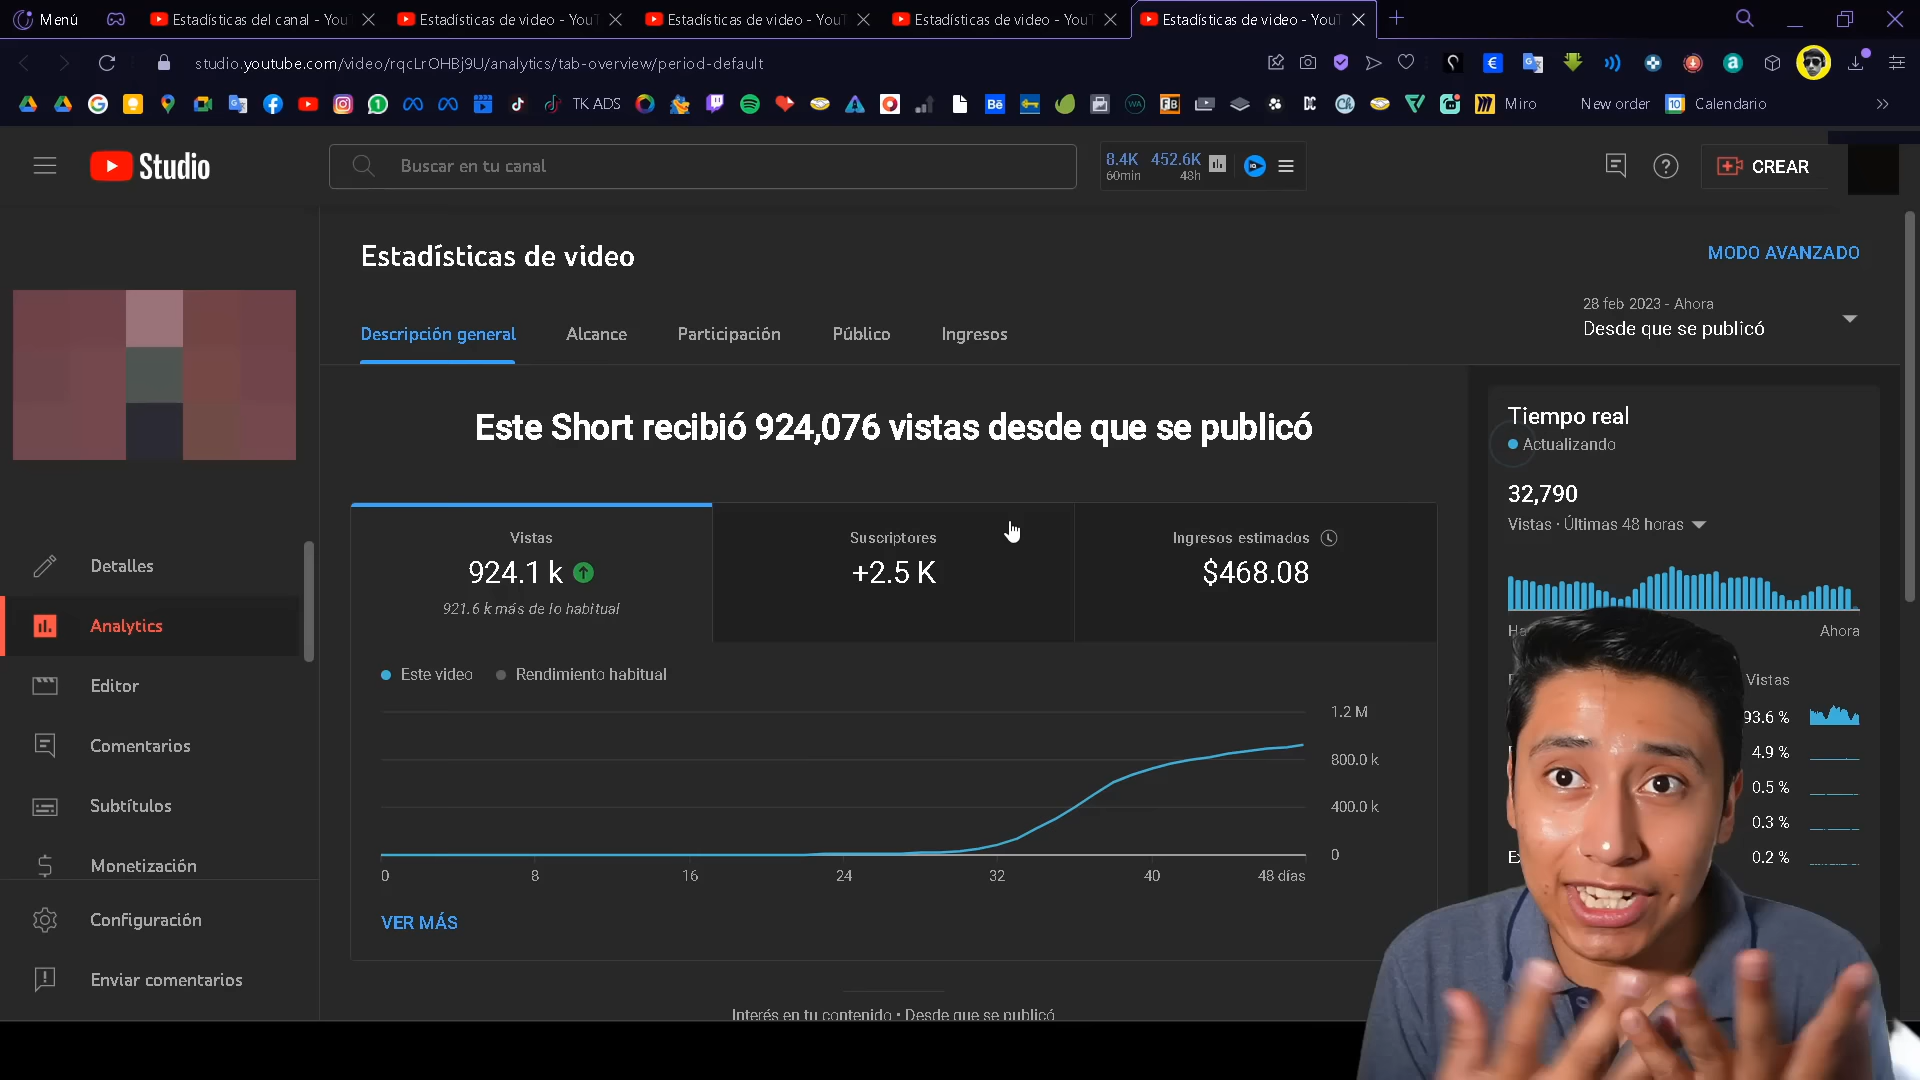 Menú
Estadísticas del canal - You
Estadísticas de video - YouT
Estadísticas de video - YouT
Estadísticas de video - YouT
Estadísticas de video - YouT
studio.youtube.com/video/rqcLrOHBj9U/analytics/tab-overview/period-default
TK ADS
Miro
New order
Calendario
Studio
Buscar en tu canal
8.4K 452.6K
60min 48h
CREAR
Estadísticas de video
MODO AVANZADO
28 feb 2023 - Ahora
Desde que se publicó
Descripción general
Alcance
Participación
Público
Ingresos
Este Short recibió 924,076 vistas desde que se publicó
Tiempo real
Actualizando
32,790
Vistas · Últimas 48 horas
Ahora
Vistas
93.6 %
4.9 %
0.5 %
0.3 %
0.2 %
Vistas
924.1 k
921.6 k más de lo habitual
Suscriptores
+2.5 K
Ingresos estimados
$468.08
Este video
Rendimiento habitual
1.2 M
800.0 k
400.0 k
0
0 8 16 24 32 40 48 días
VER MÁS
Interés en tu contenido • Desde que se publicó
Detalles
Analytics
Editor
Comentarios
Subtítulos
Monetización
Configuración
Enviar comentarios